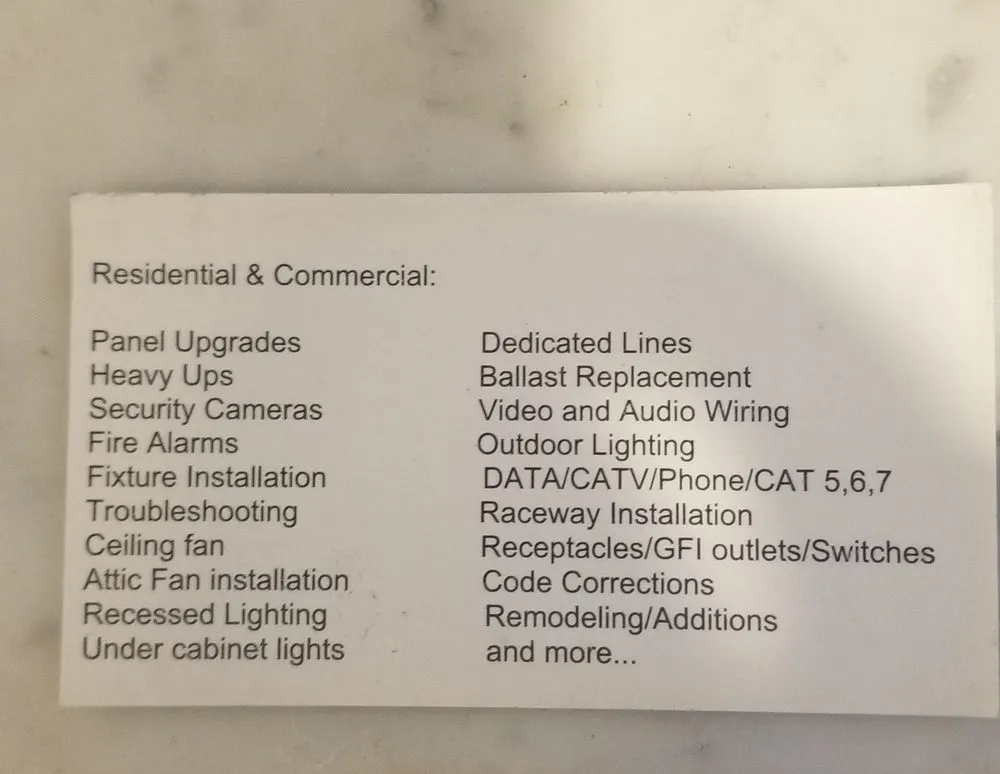 Residential & Commercial:
Panel Upgrades
Heavy Ups
Security Cameras
Fire Alarms
Fixture Installation
Troubleshooting
Ceiling fan
Attic Fan installation
Recessed Lighting
Under cabinet lights
Dedicated Lines
Ballast Replacement
Video and Audio Wiring
Outdoor Lighting
DATA/CATV/Phone/CAT 5,6,7
Raceway Installation
Receptacles/GFI outlets/Switches
Code Corrections
Remodeling/Additions
and more...